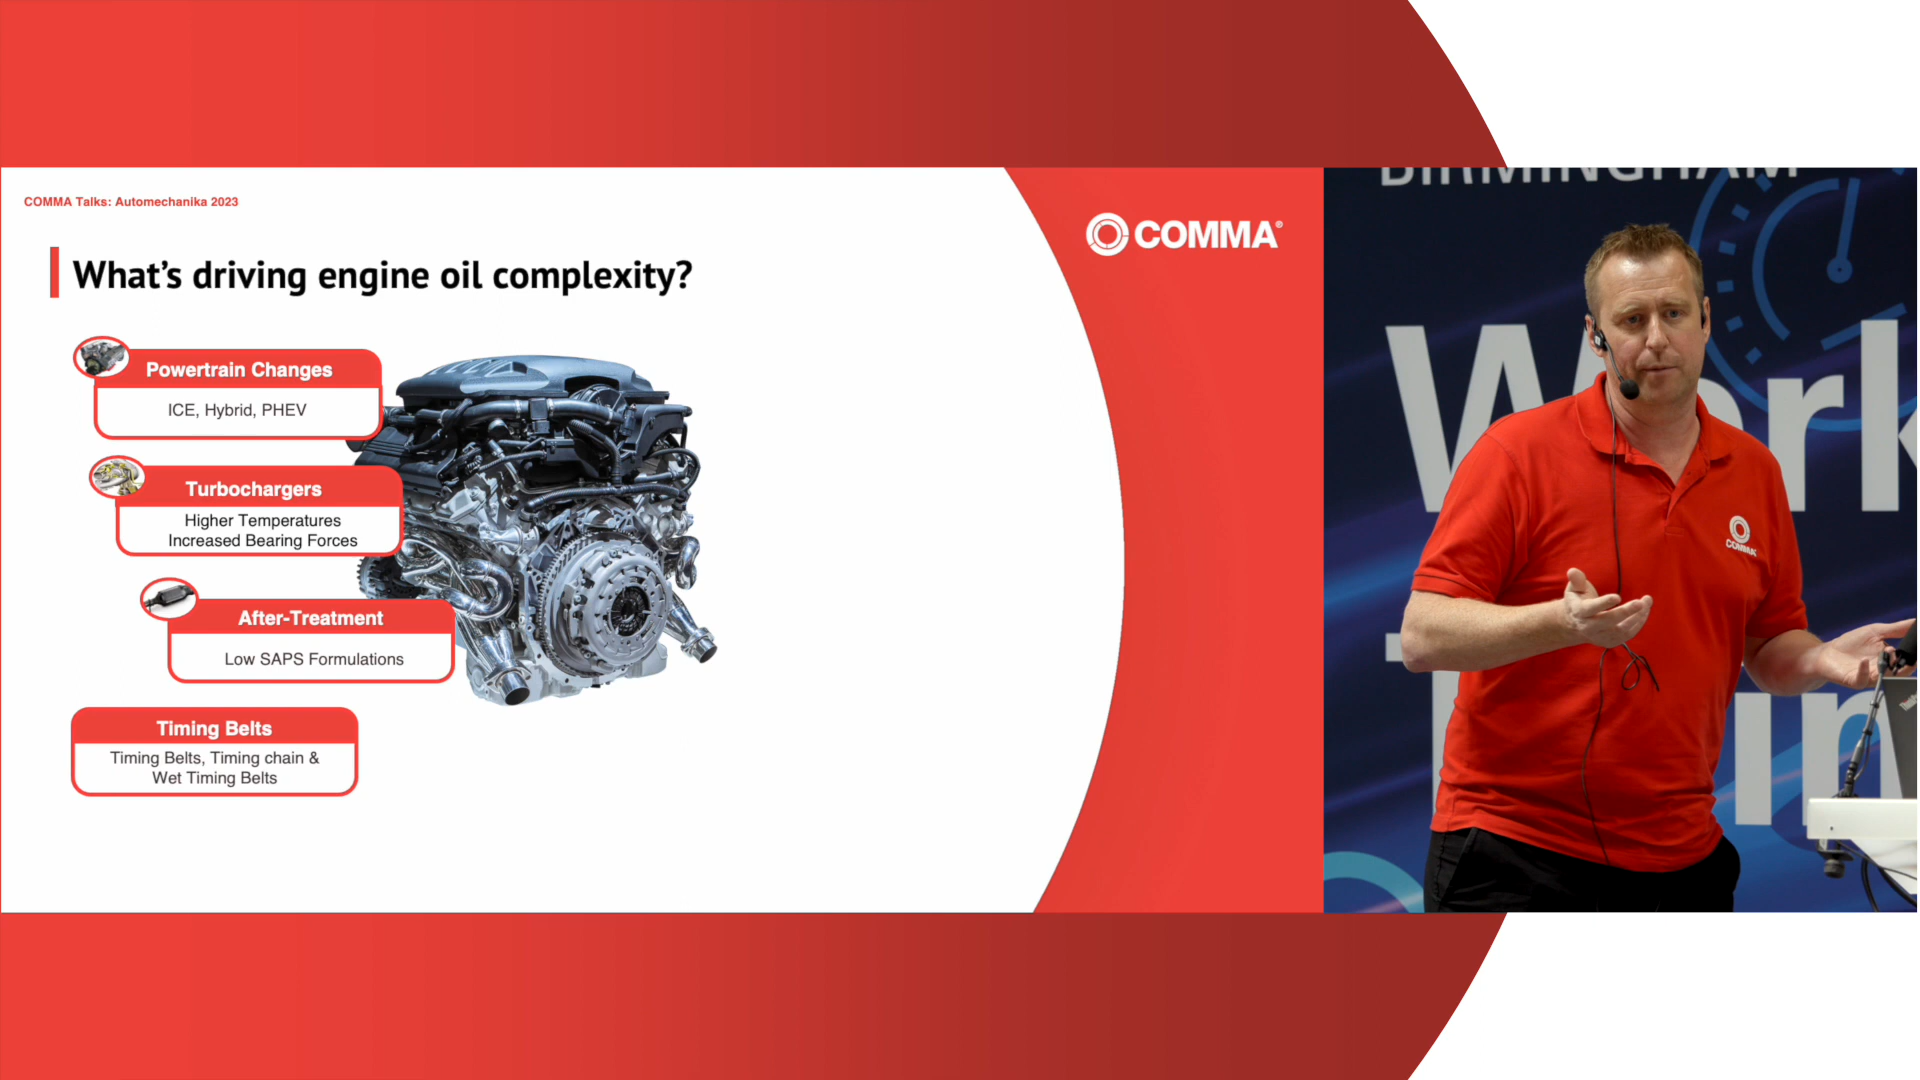 COMMA Talks: Automechanika 2023
COMMA®
What's driving engine oil complexity?
Powertrain Changes
ICE, Hybrid, PHEV
Turbochargers
Higher Temperatures
Increased Bearing Forces
After-Treatment
Low SAPS Formulations
Timing Belts
Timing Belts, Timing chain &
Wet Timing Belts
BIRMINGHAM
COMMA